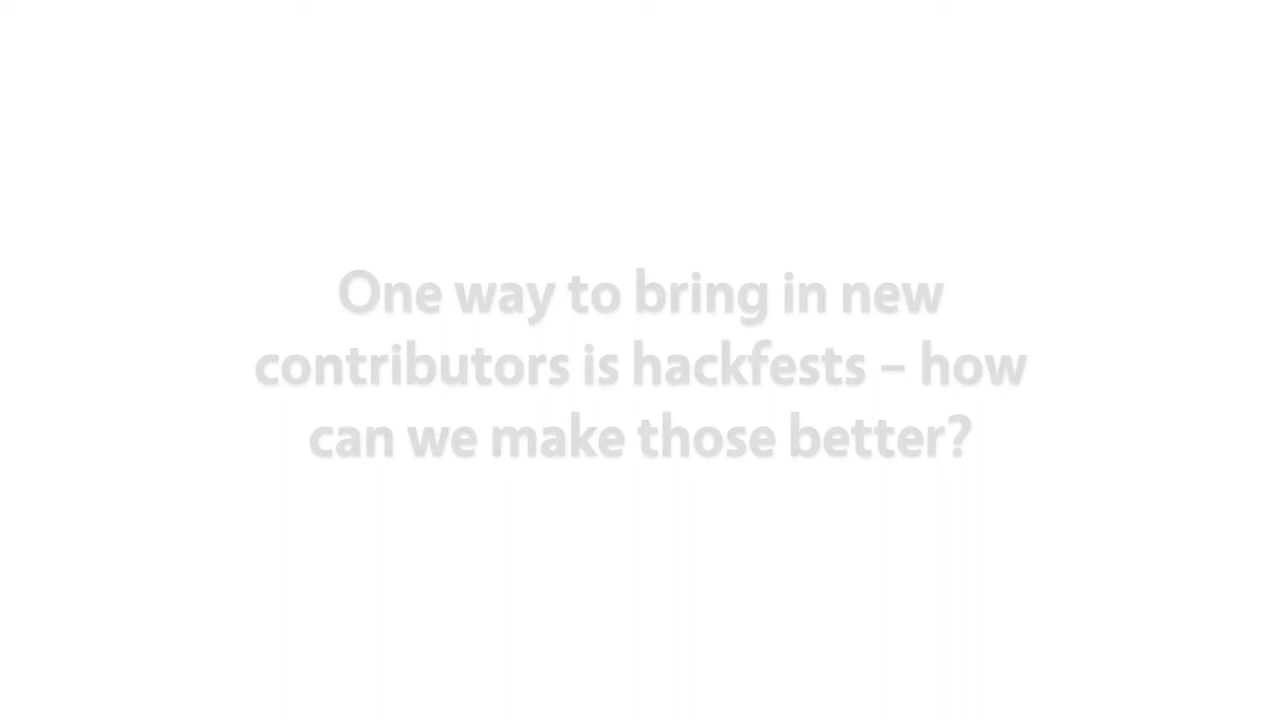 One way to bring in new
contributors is hackfests – how
can we make those better?